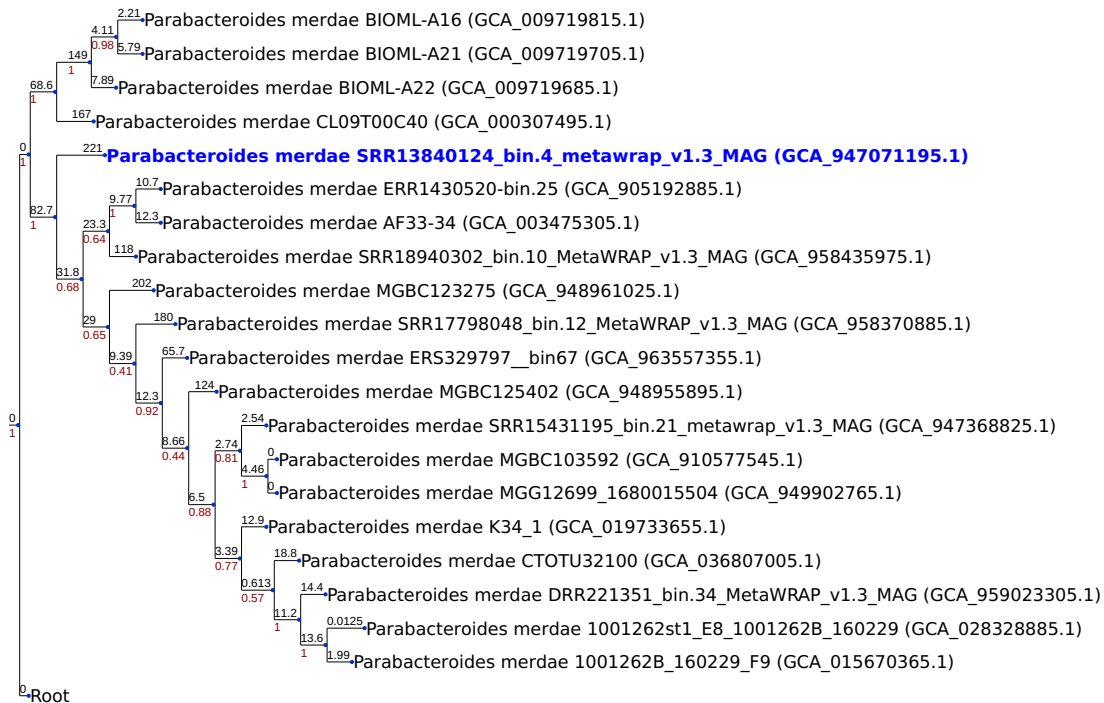 2.21 Parabacteroides merdae BIOML-A16 (GCA_009719815.1)
4.11
0.98 5.79 Parabacteroides merdae BIOML-A21 (GCA_009719705.1)
149
1
7.89 Parabacteroides merdae BIOML-A22 (GCA_009719685.1)
68.6
1
167 Parabacteroides merdae CL09T00C40 (GCA_000307495.1)
0
1
221 Parabacteroides merdae SRR13840124_bin.4_metawrap_v1.3_MAG (GCA_947071195.1)
10.7 Parabacteroides merdae ERR1430520-bin.25 (GCA_905192885.1)
9.77
1
82.7
1
12.3 Parabacteroides merdae AF33-34 (GCA_003475305.1)
23.3
0.64
118 Parabacteroides merdae SRR18940302_bin.10_MetaWRAP_v1.3_MAG (GCA_958435975.1)
31.8
0.68
202 Parabacteroides merdae MGBC123275 (GCA_948961025.1)
29
0.65
180 Parabacteroides merdae SRR17798048_bin.12_MetaWRAP_v1.3_MAG (GCA_958370885.1)
9.39
0.41
65.7 Parabacteroides merdae ERS329797__bin67 (GCA_963557355.1)
12.3
0.92
124 Parabacteroides merdae MGBC125402 (GCA_948955895.1)
0
1
8.66
0.44
2.54 Parabacteroides merdae SRR15431195_bin.21_metawrap_v1.3_MAG (GCA_947368825.1)
2.74
0.81
0 Parabacteroides merdae MGBC103592 (GCA_910577545.1)
4.46
1
0 Parabacteroides merdae MGG12699_1680015504 (GCA_949902765.1)
6.5
0.88
12.9 Parabacteroides merdae K34_1 (GCA_019733655.1)
3.39
0.77
18.8 Parabacteroides merdae CTOTU32100 (GCA_036807005.1)
0.613
0.57
14.4 Parabacteroides merdae DRR221351_bin.34_MetaWRAP_v1.3_MAG (GCA_959023305.1)
11.2
1
0.0125 Parabacteroides merdae 1001262st1_E8_1001262B_160229 (GCA_028328885.1)
13.6
1
1.99 Parabacteroides merdae 1001262B_160229_F9 (GCA_015670365.1)
0 Root